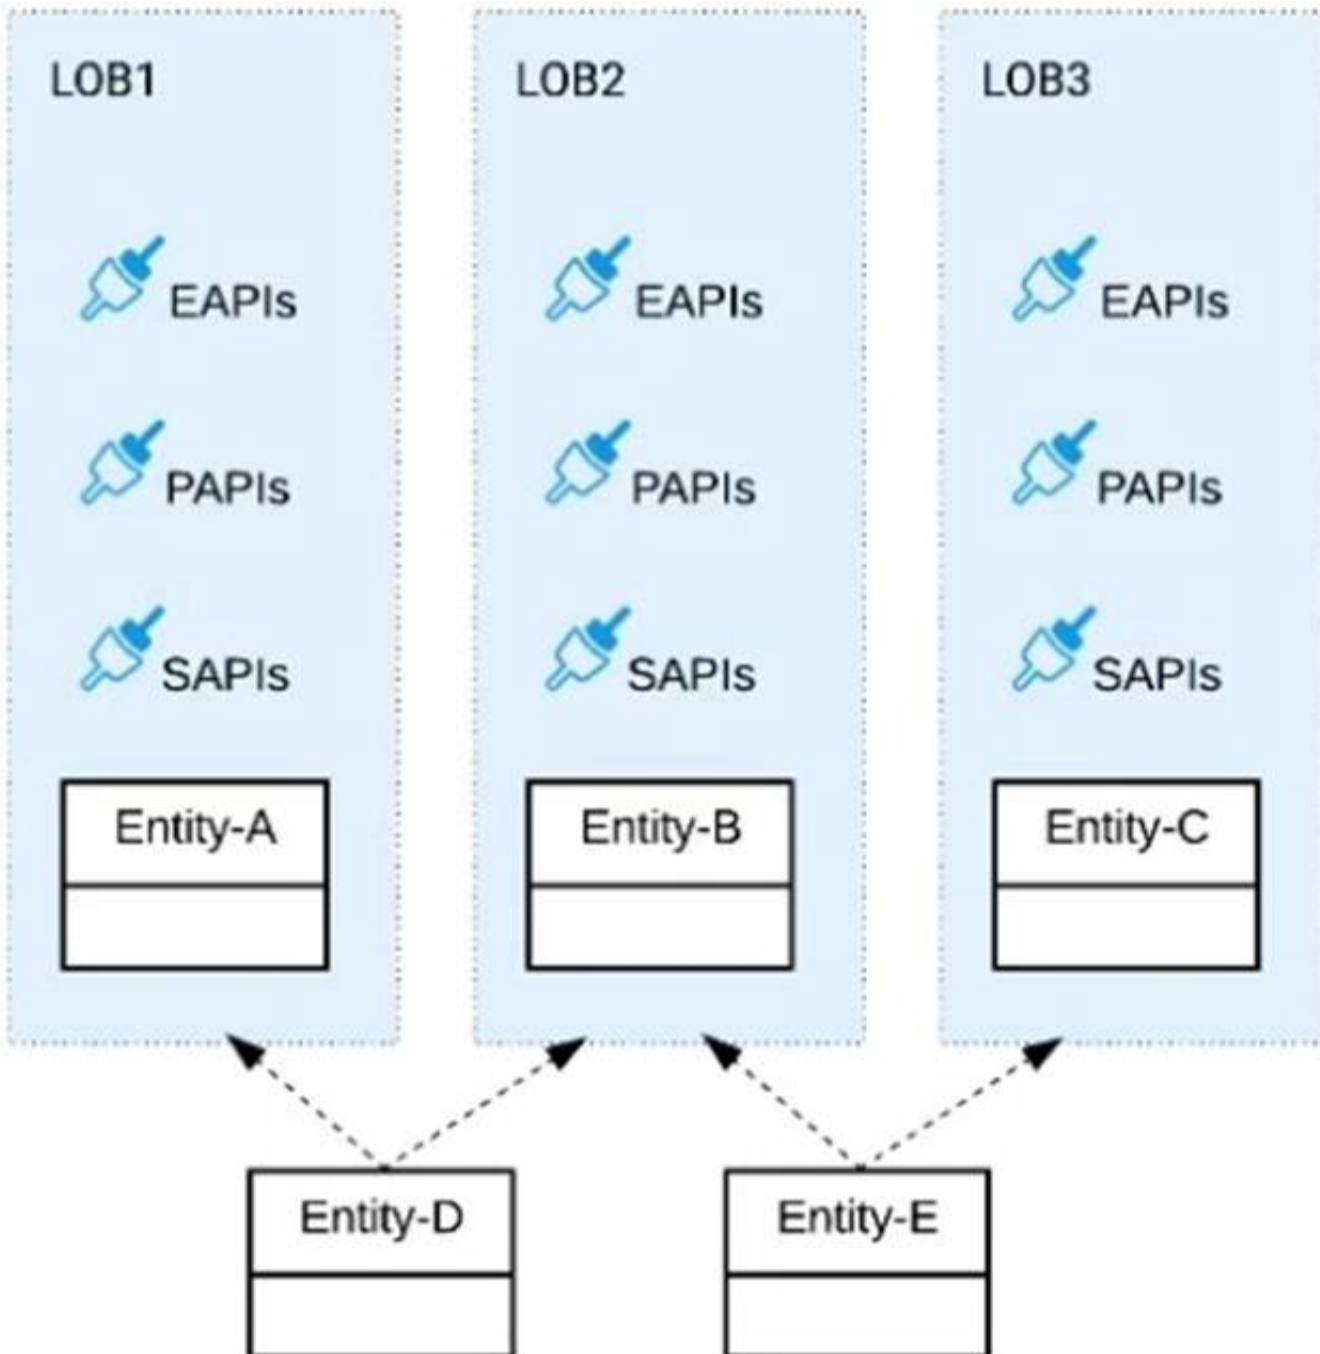 LOB1
EAPIs
PAPIs
SAPIs
Entity-A
LOB2
EAPIs
PAPIs
SAPIs
Entity-B
LOB3
EAPIs
PAPIs
SAPIs
Entity-C
Entity-D
Entity-E